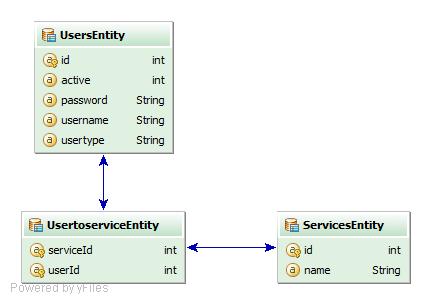 UsersEntity
id int
active int
password String
username String
usertype String
UsertoserviceEntity
serviceId int
userId int
ServicesEntity
id int
name String
Powered by yFiles